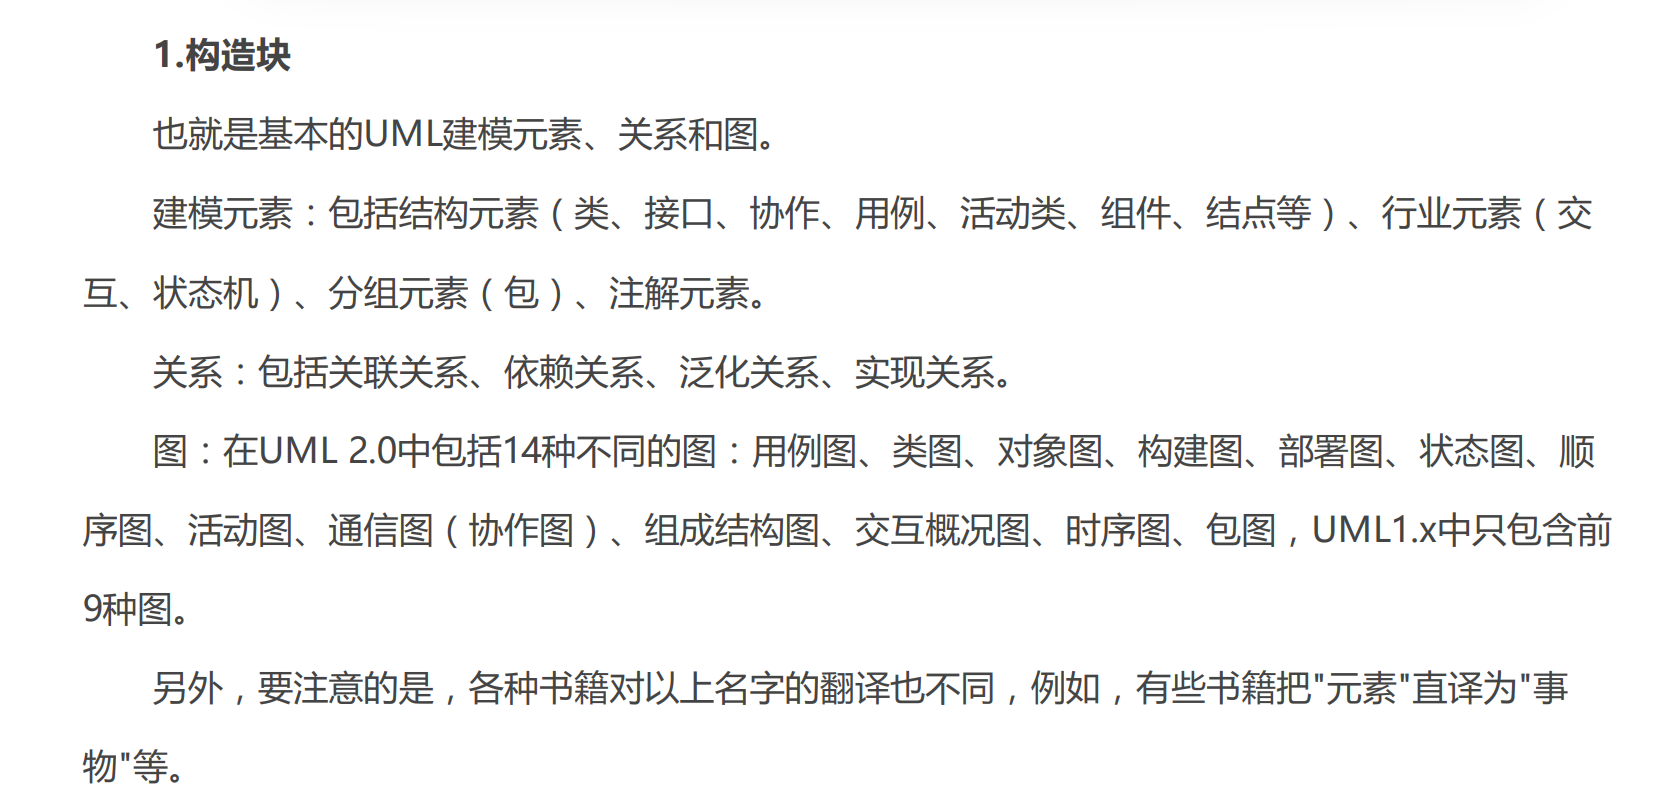 1.构造块
也就是基本的UML建模元素、关系和图。
建模元素：包括结构元素（类、接口、协作、用例、活动类、组件、结点等）、行业元素（交
互、状态机）、分组元素（包）、注解元素。
关系：包括关联关系、依赖关系、泛化关系、实现关系。
图：在UML 2.0中包括14种不同的图：用例图、类图、对象图、构建图、部署图、状态图、顺
序图、活动图、通信图（协作图）、组成结构图、交互概况图、时序图、包图，UML1.x中只包含前
9种图。
另外，要注意的是，各种书籍对以上名字的翻译也不同，例如，有些书籍把"元素"直译为"事
物"等。